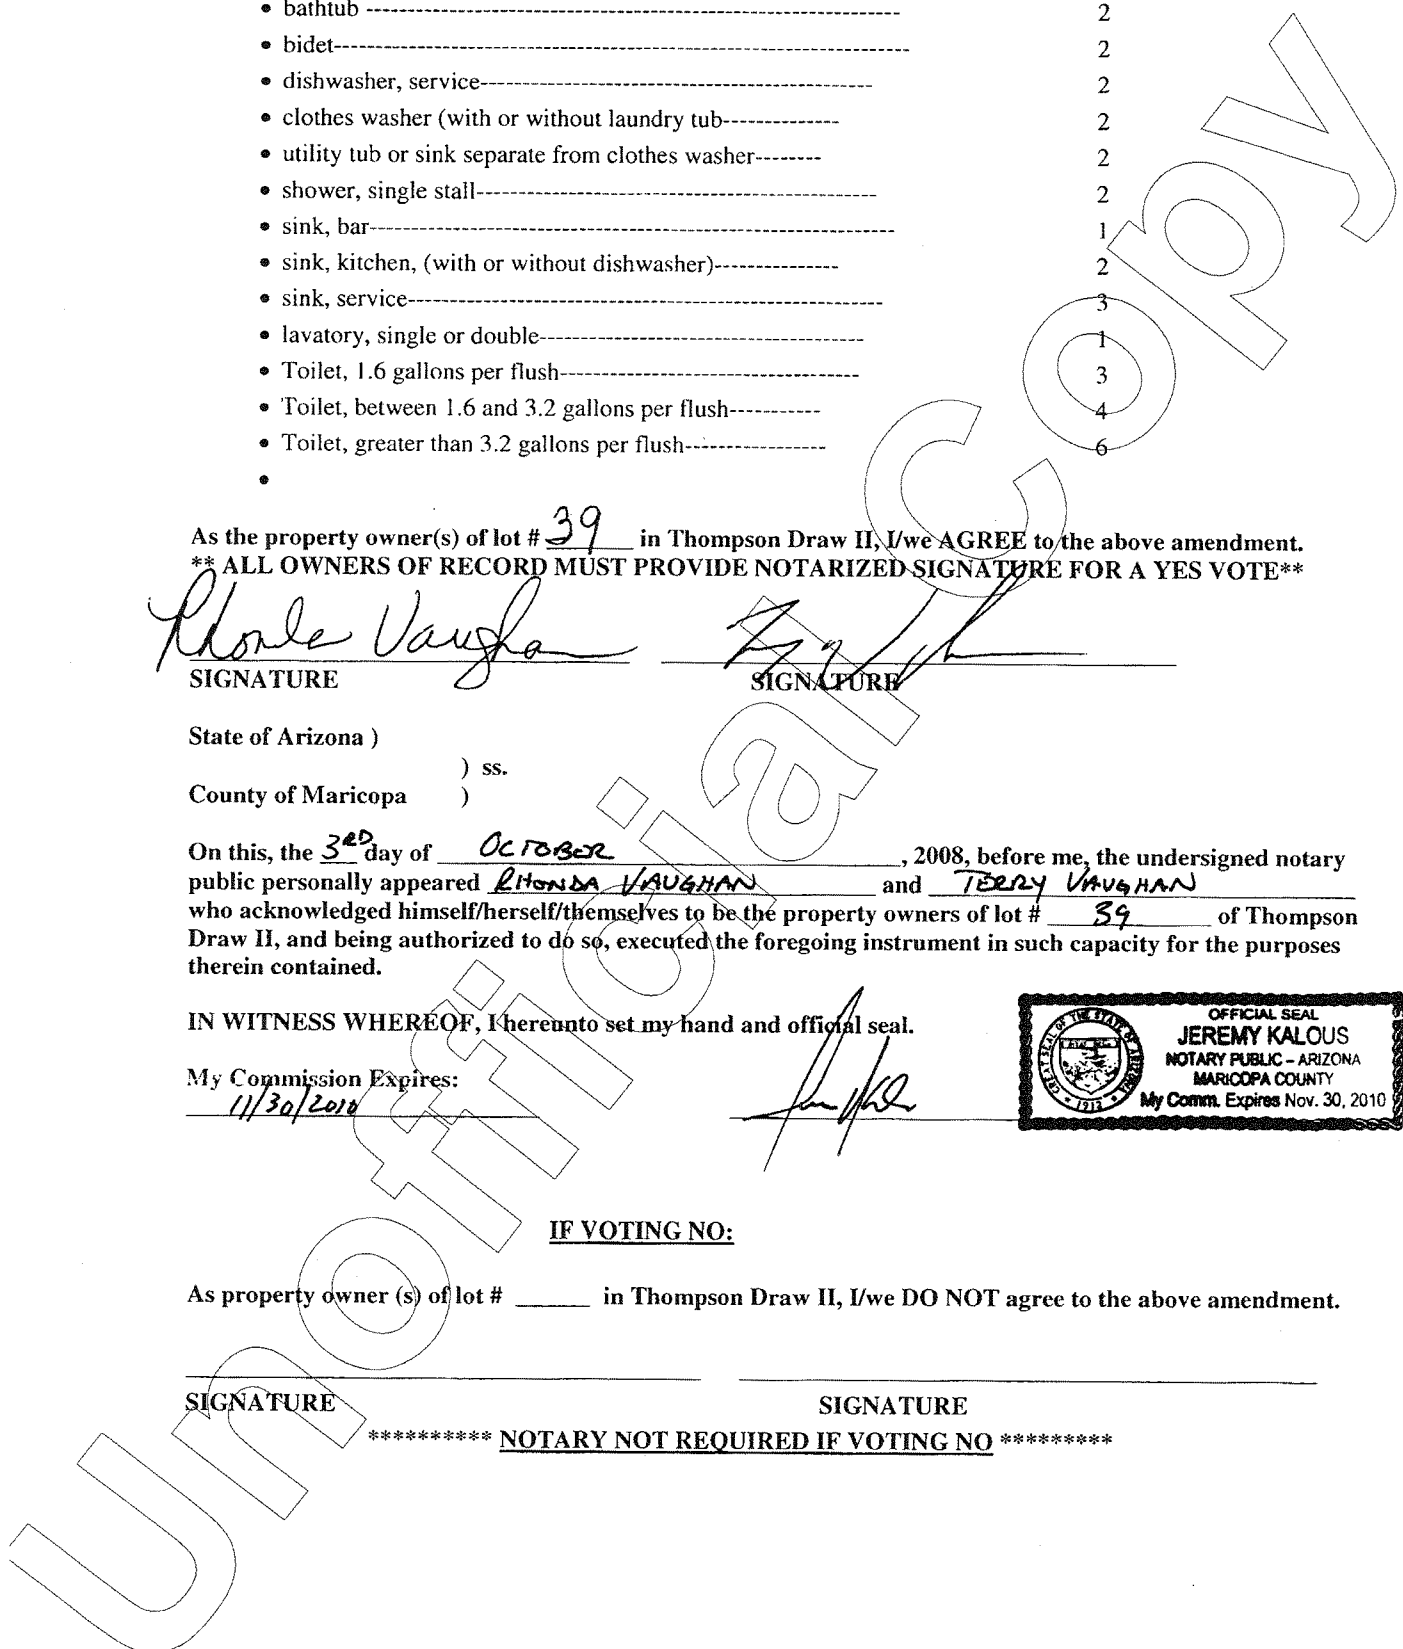 • bathtub ---------------------------------------------------------------------------- 2
• bidet---------------------------------------------------------------------------------- 2
• dishwasher, service-------------------------------------------------------- 2
• clothes washer (with or without laundry tub--------------- 2
• utility tub or sink separate from clothes washer-------- 2
• shower, single stall--------------------------------------------------------- 2
• sink, bar--------------------------------------------------------------------------- 1
• sink, kitchen, (with or without dishwasher)---------------- 2
• sink, service-------------------------------------------------------------------- 3
• lavatory, single or double---------------------------------------------- 1
• Toilet, 1.6 gallons per flush------------------------------------------ 3
• Toilet, between 1.6 and 3.2 gallons per flush----------- 4
• Toilet, greater than 3.2 gallons per flush------------------ 6
•
As the property owner(s) of lot # 39 in Thompson Draw II, I/we AGREE to the above amendment.
** ALL OWNERS OF RECORD MUST PROVIDE NOTARIZED SIGNATURE FOR A YES VOTE**
Rhonda Vaughan
SIGNATURE SIGNATURE
State of Arizona )
) ss.
County of Maricopa )
On this, the 3RD day of OCTOBER, 2008, before me, the undersigned notary
public personally appeared RHONDA VAUGHAN and TERRY VAUGHAN
who acknowledged himself/herself/themselves to be the property owners of lot # 39 of Thompson
Draw II, and being authorized to do so, executed the foregoing instrument in such capacity for the purposes
therein contained.
IN WITNESS WHEREOF, I hereunto set my hand and official seal.
OFFICIAL SEAL
JEREMY KALOUS
NOTARY PUBLIC – ARIZONA
MARICOPA COUNTY
My Comm. Expires Nov. 30, 2010
GREAT SEAL OF THE STATE OF ARIZONA
1912
My Commission Expires:
11/30/2010
IF VOTING NO:
As property owner (s) of lot # ______ in Thompson Draw II, I/we DO NOT agree to the above amendment.
SIGNATURE SIGNATURE
********** NOTARY NOT REQUIRED IF VOTING NO *********
Unofficial Copy